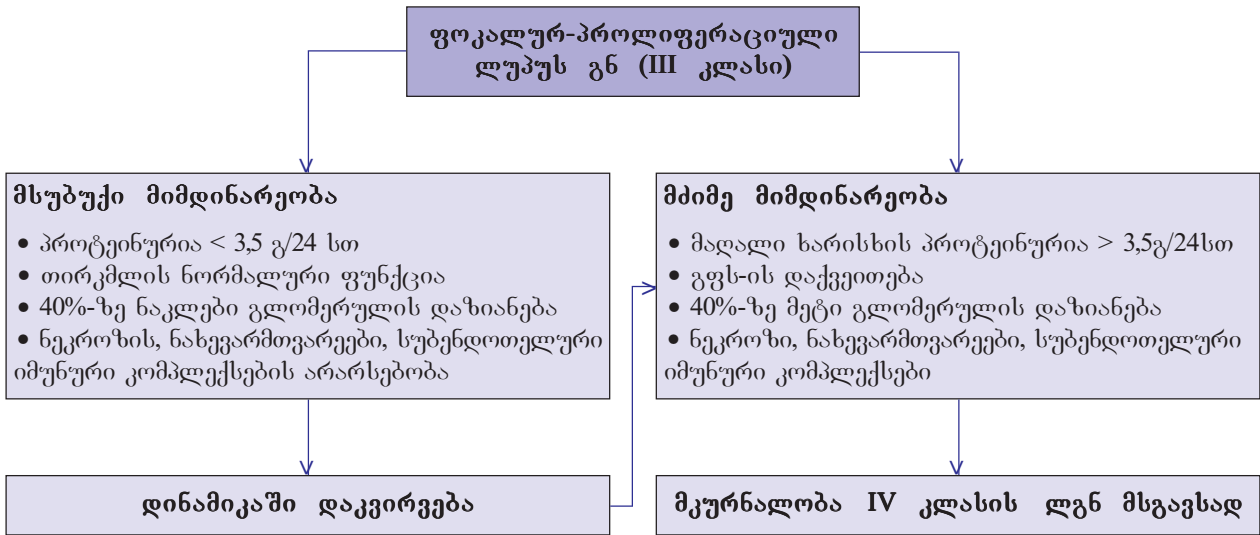 ფოკალურ-პროლიფერაციული
ლუპუს გნ (III კლასი)
მსუბუქი მიმდინარეობა
• პროტეინურია < 3,5 გ/24 სთ
• თირკმლის ნორმალური ფუნქცია
• 40%-ზე ნაკლები გლომერულის დაზიანება
• ნეკროზის, ნახევარმთვარეები, სუბენდოთელური
იმუნური კომპლექსების არარსებობა
მძიმე მიმდინარეობა
• მაღალი ხარისხის პროტეინურია > 3,5გ/24სთ
• გფს-ის დაქვეითება
• 40%-ზე მეტი გლომერულის დაზიანება
• ნეკროზი, ნახევარმთვარეები, სუბენდოთელური
იმუნური კომპლექსები
დინამიკაში დაკვირვება
მკურნალობა IV კლასის ლგნ მსგავსად